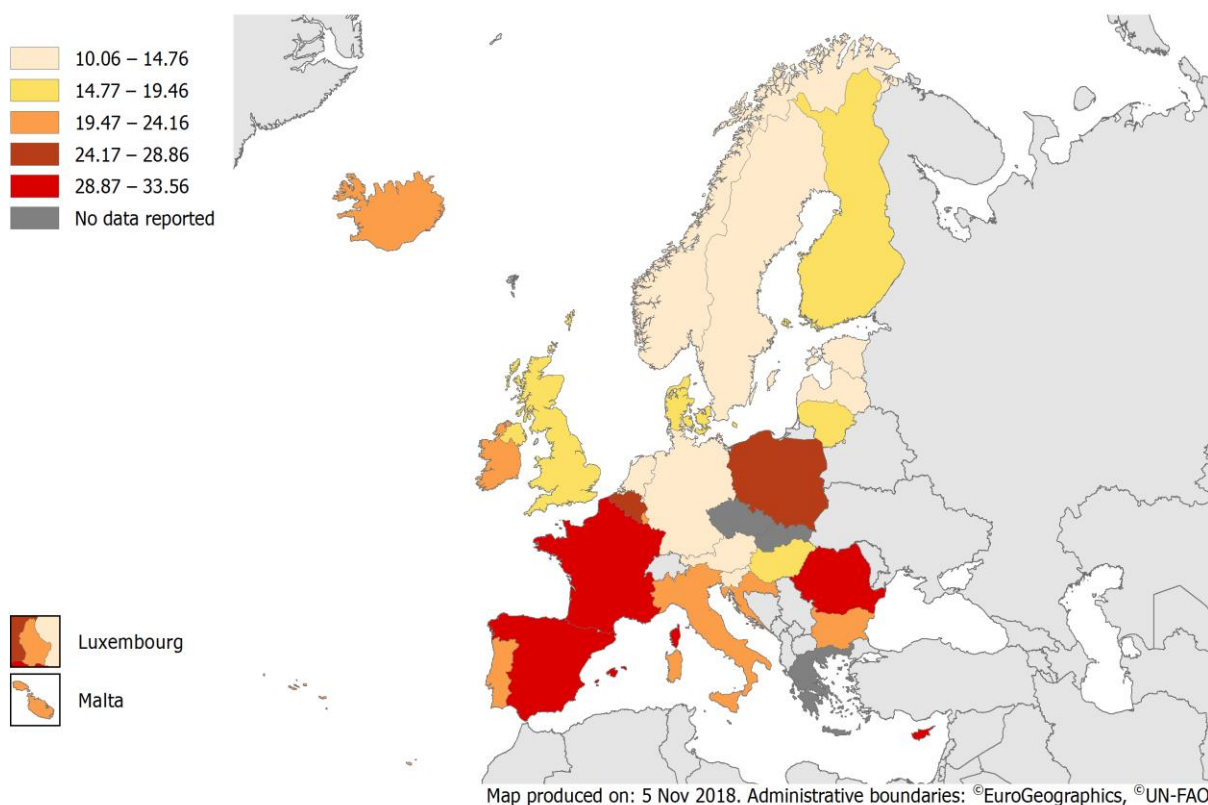 10.06 – 14.76
14.77 – 19.46
19.47 – 24.16
24.17 – 28.86
28.87 – 33.56
No data reported
Luxembourg
Malta
Map produced on: 5 Nov 2018. Administrative boundaries: ©EuroGeographics, ©UN-FAO